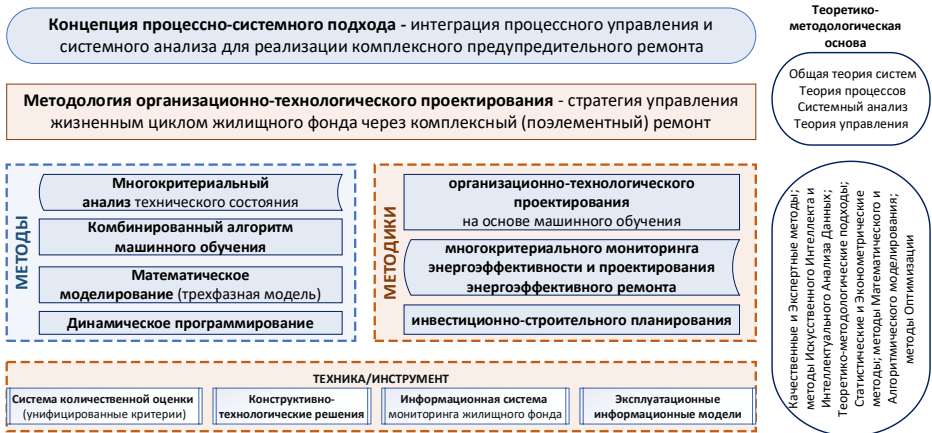 Концепция процессно-системного подхода - интеграция процессного управления и
системного анализа для реализации комплексного предупредительного ремонта
Теоретико-
методологическая
основа
Общая теория систем
Теория процессов
Системный анализ
Теория управления
Методология организационно-технологического проектирования - стратегия управления
жизненным циклом жилищного фонда через комплексный (поэлементный) ремонт
МЕТОДЫ
Многокритериальный
анализ технического состояния
Комбинированный алгоритм
машинного обучения
Математическое
моделирование (трехфазная модель)
Динамическое программирование
МЕТОДИКИ
организационно-технологического
проектирования
на основе машинного обучения
многокритериального мониторинга
энергоэффективности и проектирования
энергоэффективного ремонта
инвестиционно-строительного планирования
Качественные и Экспертные методы;
методы Искусственного Интеллекта и
Интеллектуального Анализа Данных;
Теоретико-методологические подходы;
Статистические и Эконометрические
методы; методы Математического и
Алгоритмического моделирования;
методы Оптимизации
ТЕХНИКА/ИНСТРУМЕНТ
Система количественной оценки
(унифицированные критерии)
Конструктивно-
технологические решения
Информационная система
мониторинга жилищного фонда
Эксплуатационные
информационные модели